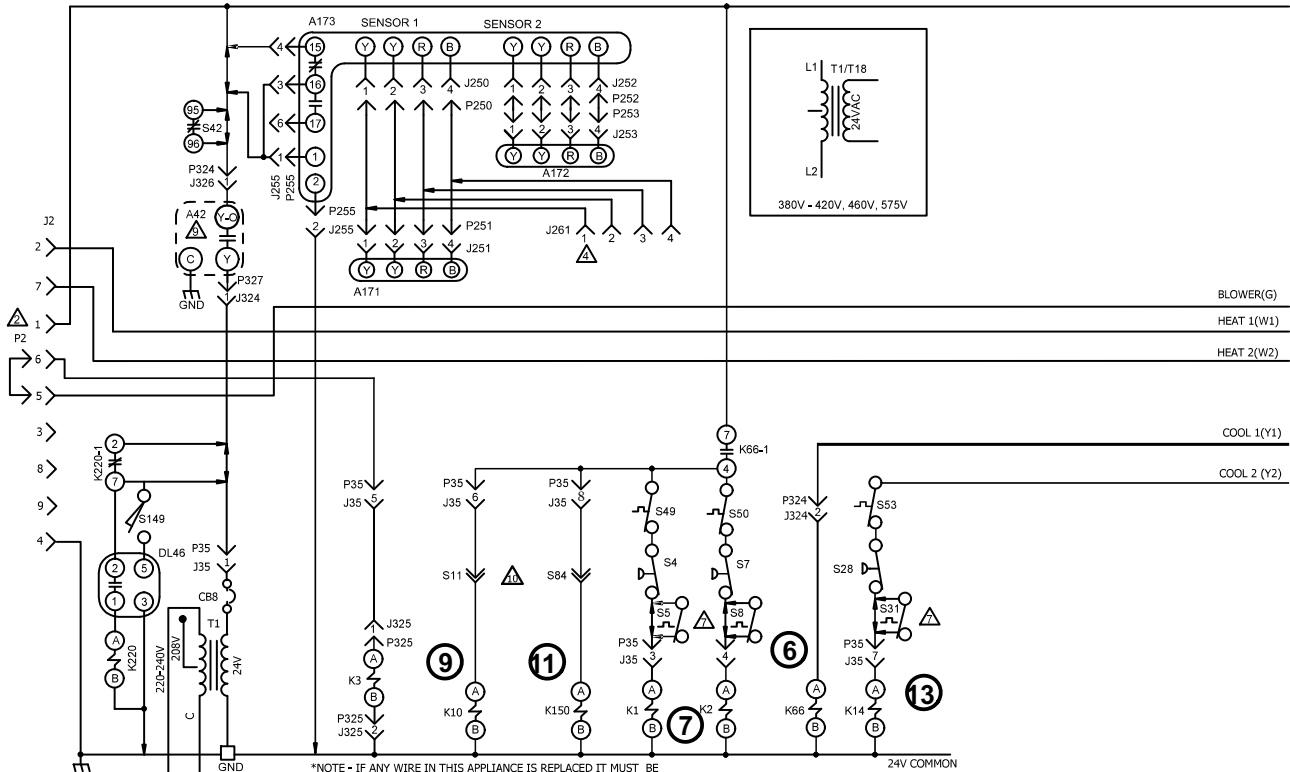 A173 SENSOR 1 SENSOR 2
4 15 Y Y R B Y Y R B
3 16 1 2 3 4 J250 1 2 3 4 J252
P250 P252
P253
6 17 1 2 3 4 J253
95 S42 96
1 1 Y Y R B
A172
2
J255 P255
P324
J326 1
P255
J255 2
A42 Y-O
9
C Y
GND
P327
1 J324
P251
1 2 3 4 J251
Y Y R B
A171
J261 1 2 3 4
4
L1 T1/T18
24VAC
L2
380V - 420V, 460V, 575V
J2
2
7
2 1
P2
6
5
3
8
9
4
BLOWER(G)
HEAT 1(W1)
HEAT 2(W2)
COOL 1(Y1)
COOL 2 (Y2)
2
K220-1
7
S149
DL46
2 5
1 3
A
K220
B
P35
J35 1
CB8
T1
220-240V
208V
24V
C
GND
P35
J35 5
J325
1
P325
A
K3
B
P325
J325 2
P35
J35 6
S11
10
9
A
K10
B
P35
J35 8
S84
11
A
K150
B
S49
S4
S5
7
P35
J35 3
A
K1
B
7
7
K66-1
4
S50
S7
S8
4
A
K2
B
6
P324
J324 2
A
K66
B
S53
S28
S31
7
P35
J35 7
A
K14
B
13
24V COMMON
*NOTE - IF ANY WIRE IN THIS APPLIANCE IS REPLACED IT MUST BE